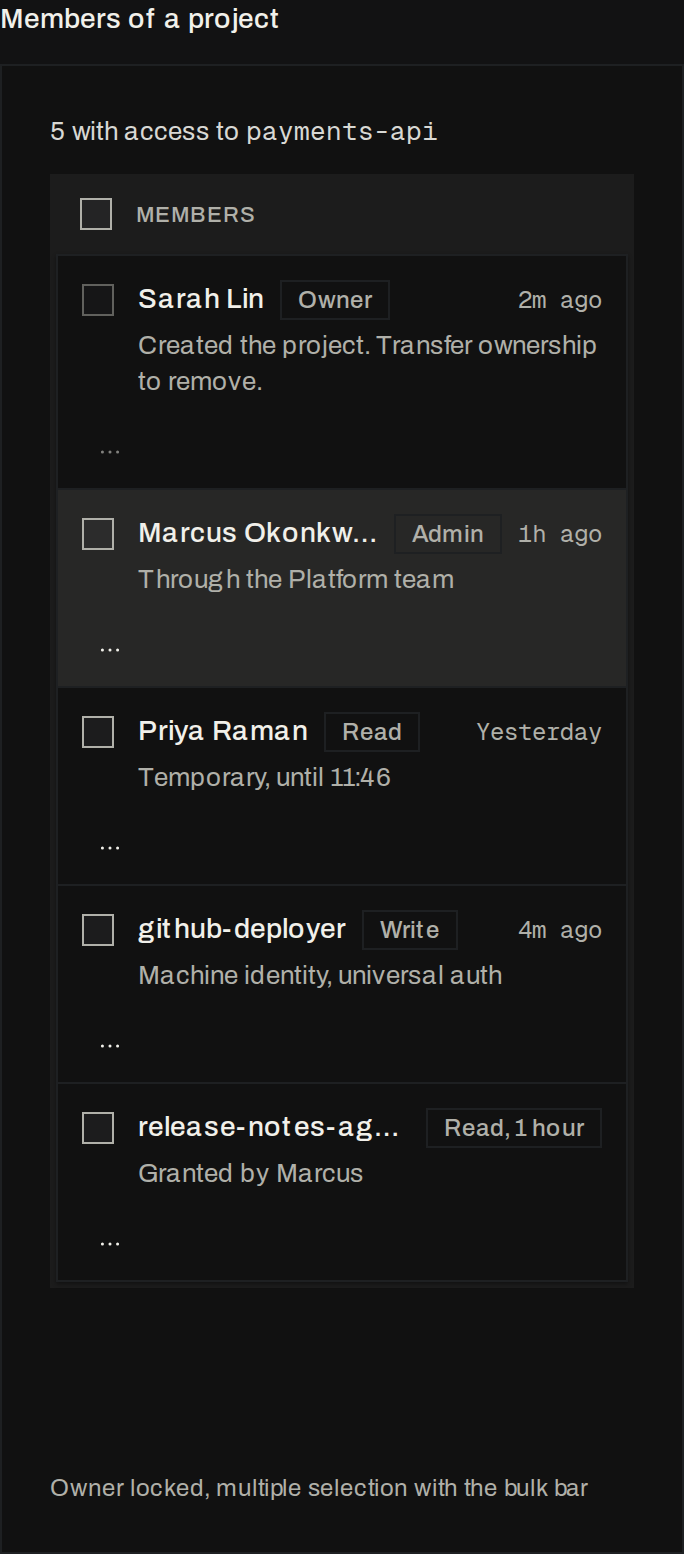 Members of a project
5 with access to payments-api
MEMBERS
Sarah Lin Owner 2m ago
Created the project. Transfer ownership
to remove.
...
Marcus Okonkw... Admin 1h ago
Through the Platform team
...
Priya Raman Read Yesterday
Temporary, until 11:46
...
github-deployer Write 4m ago
Machine identity, universal auth
...
release-notes-ag... Read, 1 hour
Granted by Marcus
...
Owner locked, multiple selection with the bulk bar